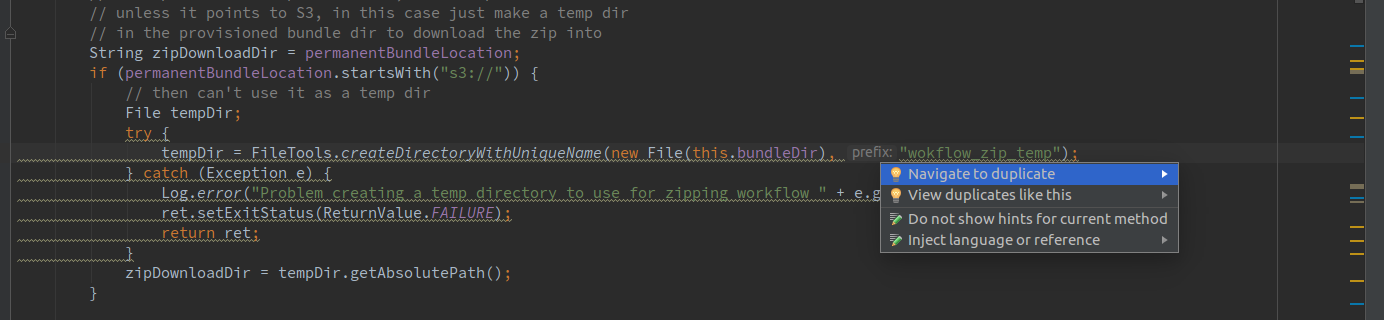 // unless it points to S3, in this case just make a temp dir
// in the provisioned bundle dir to download the zip into
String zipDownloadDir = permanentBundleLocation;
if (permanentBundleLocation.startsWith("s3://")) {
// then can't use it as a temp dir
File tempDir;
try {
tempDir = FileTools.createDirectoryWithUniqueName(new File(this.bundleDir), prefix: "wokflow_zip_temp");
} catch (Exception e) {
Log.error("Problem creating a temp directory to use for zipping workflow " + e.g
ret.setExitStatus(ReturnValue.FAILURE);
return ret;
}
zipDownloadDir = tempDir.getAbsolutePath();
}
Navigate to duplicate
View duplicates like this
Do not show hints for current method
Inject language or reference